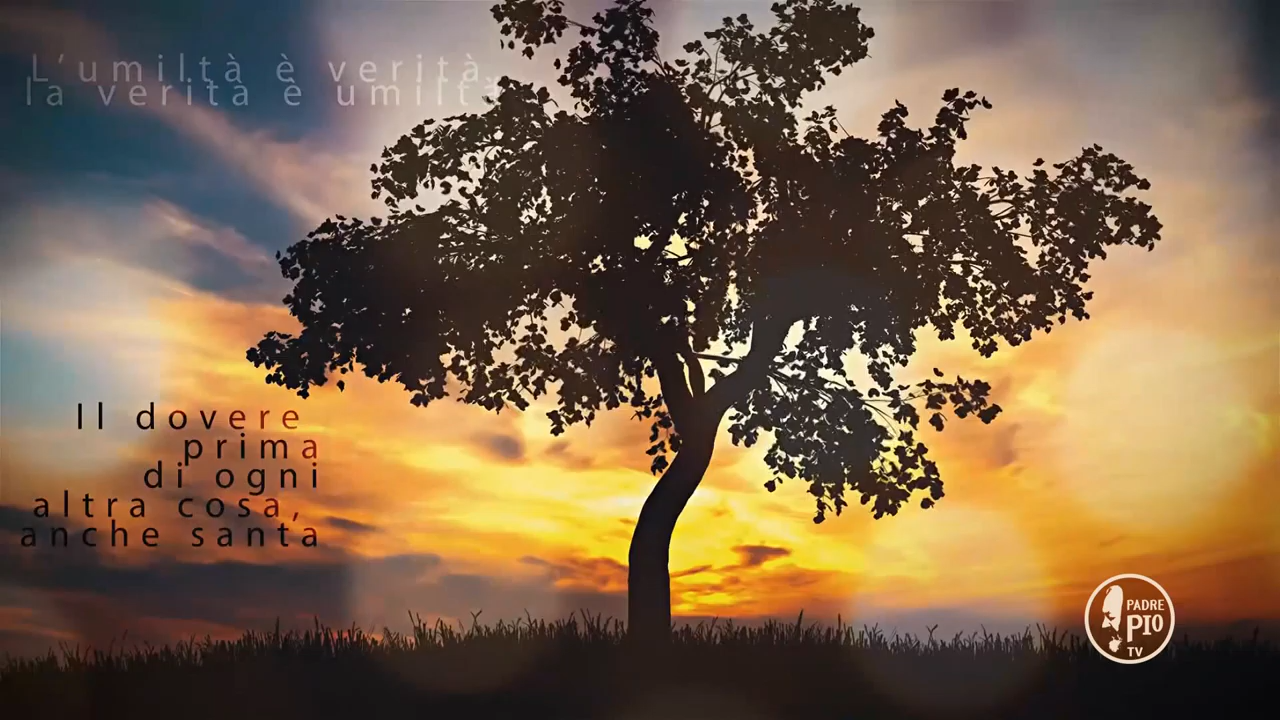 L'umiltà è verità,
la verità è umiltà
Il dovere
prima
di ogni
altra cosa,
anche santa
PADRE
PIO
TV